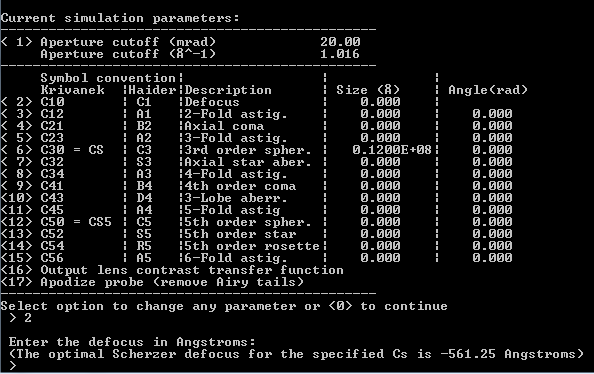 Current simulation parameters:
------------------------------------------------
< 1> Aperture cutoff (mrad) 20.00
Aperture cutoff (Å^-1) 1.016
------------------------------------------------
Symbol convention¦ ¦ ¦
Krivanek ¦Haider¦Description ¦ Size (Å) ¦ Angle(rad)
< 2> C10 ¦ C1 ¦Defocus ¦ 0.000 ¦
< 3> C12 ¦ A1 ¦2-Fold astig. ¦ 0.000 ¦ 0.000
< 4> C21 ¦ B2 ¦Axial coma ¦ 0.000 ¦ 0.000
< 5> C23 ¦ A2 ¦3-Fold astig. ¦ 0.000 ¦ 0.000
< 6> C30 = CS ¦ C3 ¦3rd order spher. ¦ 0.1200E+08¦ 0.000
< 7> C32 ¦ S3 ¦Axial star aber. ¦ 0.000 ¦ 0.000
< 8> C34 ¦ A3 ¦4-Fold astig. ¦ 0.000 ¦ 0.000
< 9> C41 ¦ B4 ¦4th order coma ¦ 0.000 ¦ 0.000
<10> C43 ¦ D4 ¦3-Lobe aberr. ¦ 0.000 ¦ 0.000
<11> C45 ¦ A4 ¦5-Fold astig ¦ 0.000 ¦ 0.000
<12> C50 = CS5 ¦ C5 ¦5th order spher. ¦ 0.000 ¦ 0.000
<13> C52 ¦ S5 ¦5th order star ¦ 0.000 ¦ 0.000
<14> C54 ¦ R5 ¦5th order rosette¦ 0.000 ¦ 0.000
<15> C56 ¦ A5 ¦6-Fold astig. ¦ 0.000 ¦ 0.000
<16> Output lens contrast transfer function
<17> Apodize probe (remove Airy tails)
------------------------------------------------
Select option to change any parameter or <0> to continue
> 2
Enter the defocus in Angstroms:
(The optimal Scherzer defocus for the specified Cs is -561.25 Angstroms)
>